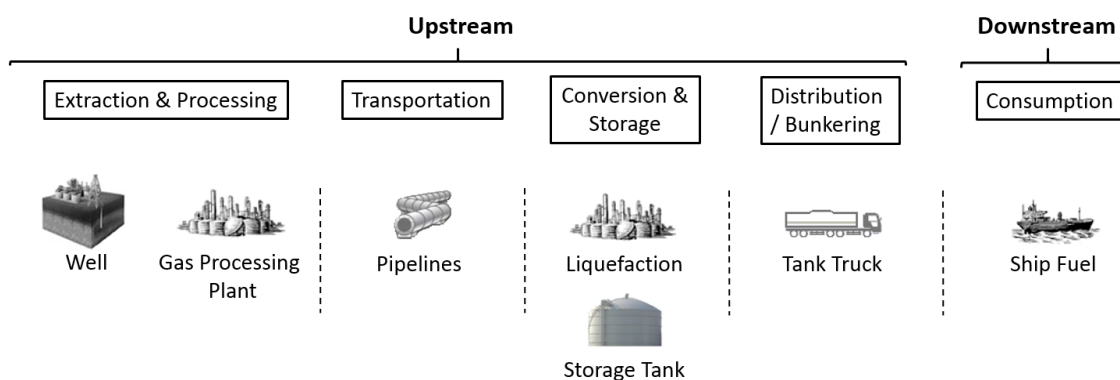 Upstream
Downstream
Extraction & Processing
Transportation
Conversion &
Storage
Distribution
/ Bunkering
Consumption
Well
Gas Processing
Plant
Pipelines
Liquefaction
Tank Truck
Ship Fuel
Storage Tank